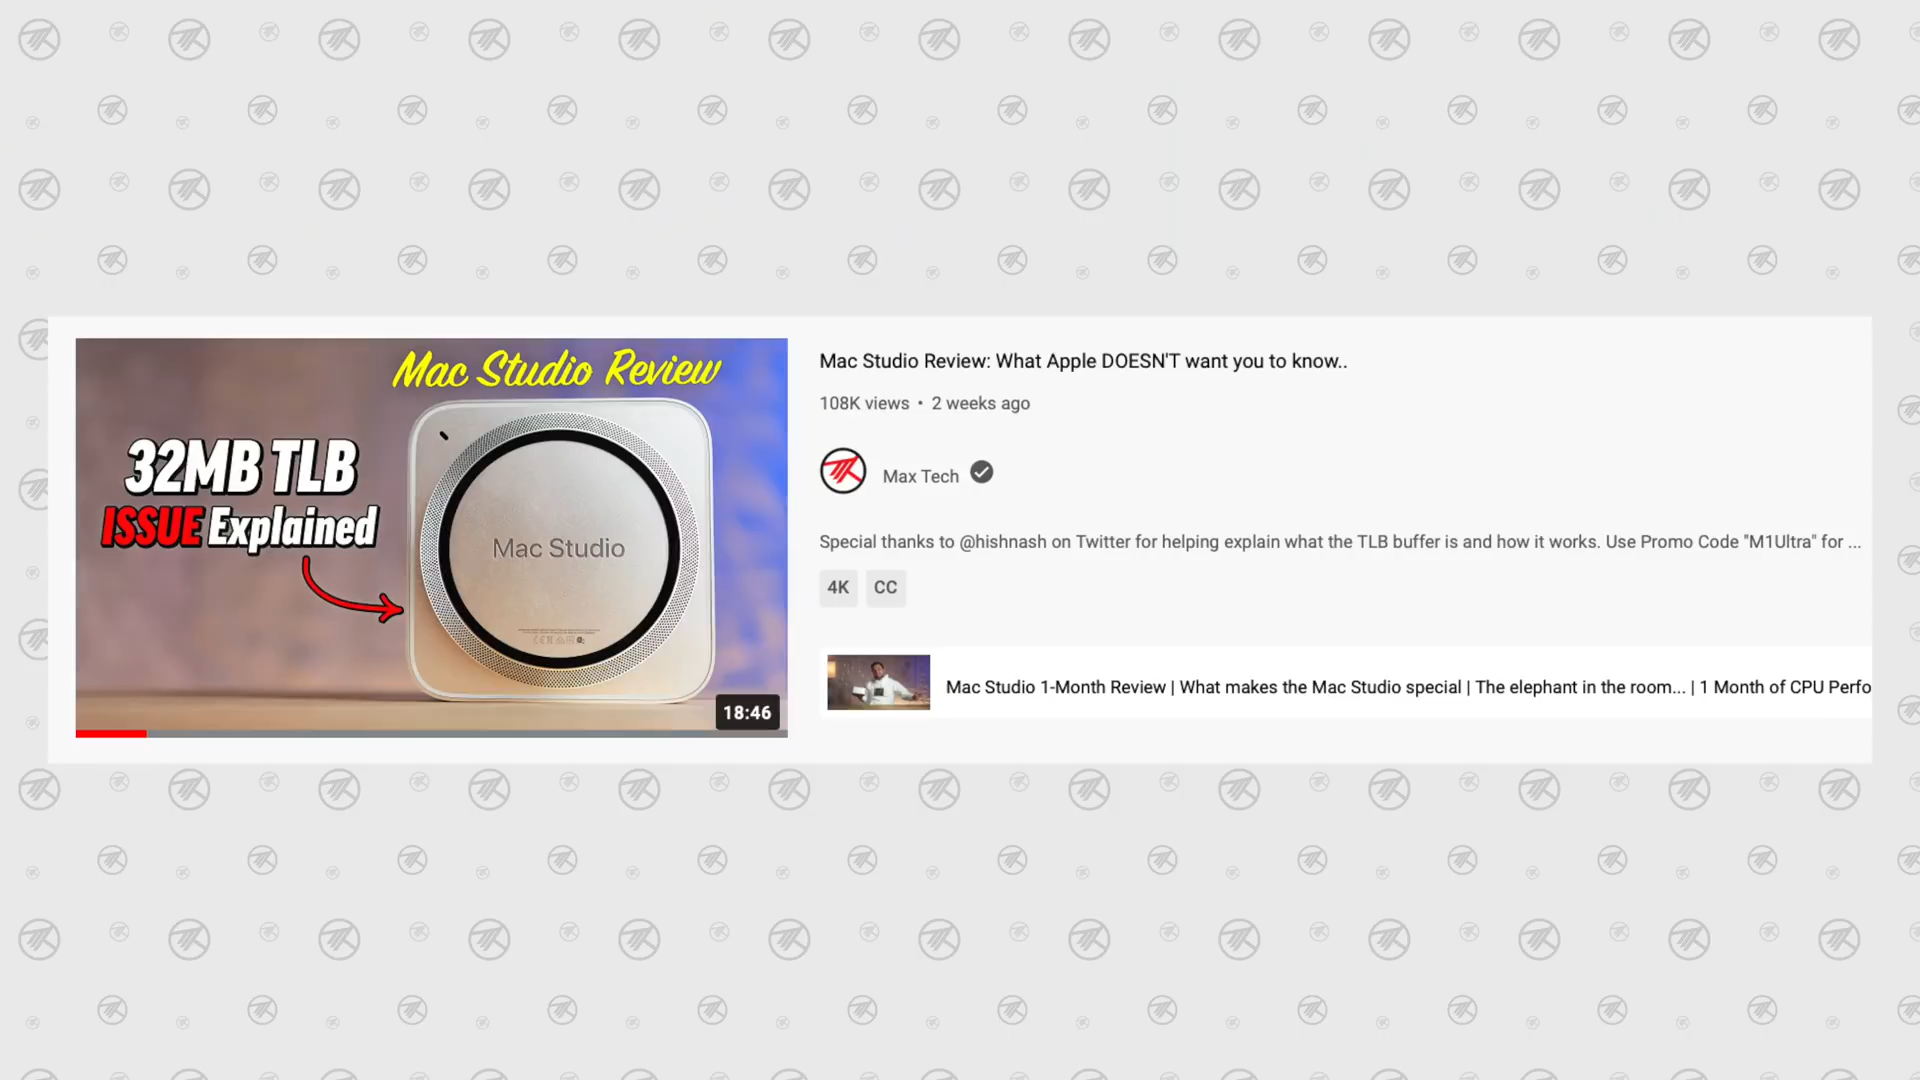 Mac Studio Review
32MB TLB
ISSUE Explained
Mac Studio
18:46
Mac Studio Review: What Apple DOESN'T want you to know..
108K views • 2 weeks ago
Max Tech
Special thanks to @hishnash on Twitter for helping explain what the TLB buffer is and how it works. Use Promo Code "M1Ultra" for ...
4K CC
Mac Studio 1-Month Review | What makes the Mac Studio special | The elephant in the room... | 1 Month of CPU Perfo